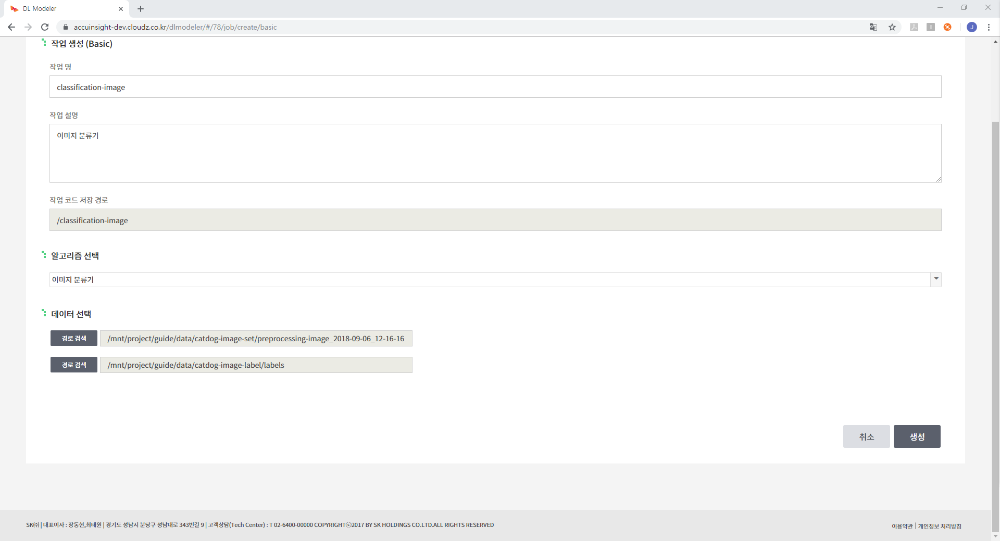 DL Modeler
accuinsight-dev.cloudz.co.kr/dlmodeler/#/78/job/create/basic
J
작업 생성 (Basic)
작업 명
classification-image
작업 설명
이미지 분류기
작업 코드 저장 경로
/classification-image
알고리즘 선택
이미지 분류기
데이터 선택
경로 검색 /mnt/project/guide/data/catdog-image-set/preprocessing-image_2018-09-06_12-16-16
경로 검색 /mnt/project/guide/data/catdog-image-label/labels
취소 생성
SK㈜ | 대표이사 : 장동현,최태원 | 경기도 성남시 분당구 성남대로 343번길 9 | 고객상담(Tech Center) : T 02-6400-00000 COPYRIGHTⓒ2017 BY SK HOLDINGS CO.LTD.ALL RIGHTS RESERVED
이용약관 | 개인정보 처리방침